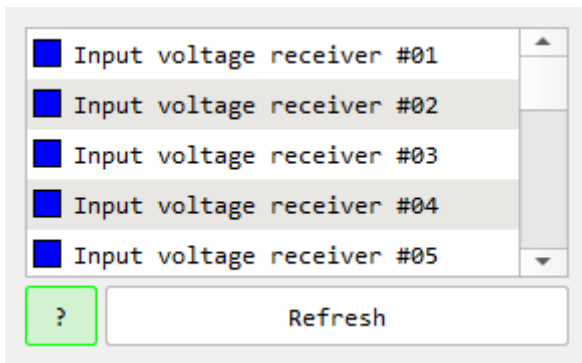 Input voltage receiver #01
Input voltage receiver #02
Input voltage receiver #03
Input voltage receiver #04
Input voltage receiver #05
? Refresh